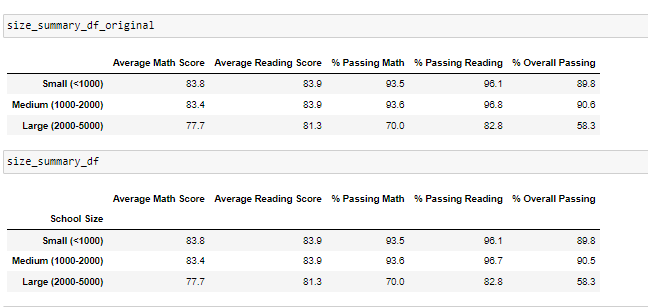 size_summary_df_original
Average Math Score Average Reading Score % Passing Math % Passing Reading % Overall Passing
Small (<1000) 83.8 83.9 93.5 96.1 89.8
Medium (1000-2000) 83.4 83.9 93.6 96.8 90.6
Large (2000-5000) 77.7 81.3 70.0 82.8 58.3
size_summary_df
Average Math Score Average Reading Score % Passing Math % Passing Reading % Overall Passing
School Size
Small (<1000) 83.8 83.9 93.5 96.1 89.8
Medium (1000-2000) 83.4 83.9 93.6 96.7 90.5
Large (2000-5000) 77.7 81.3 70.0 82.8 58.3